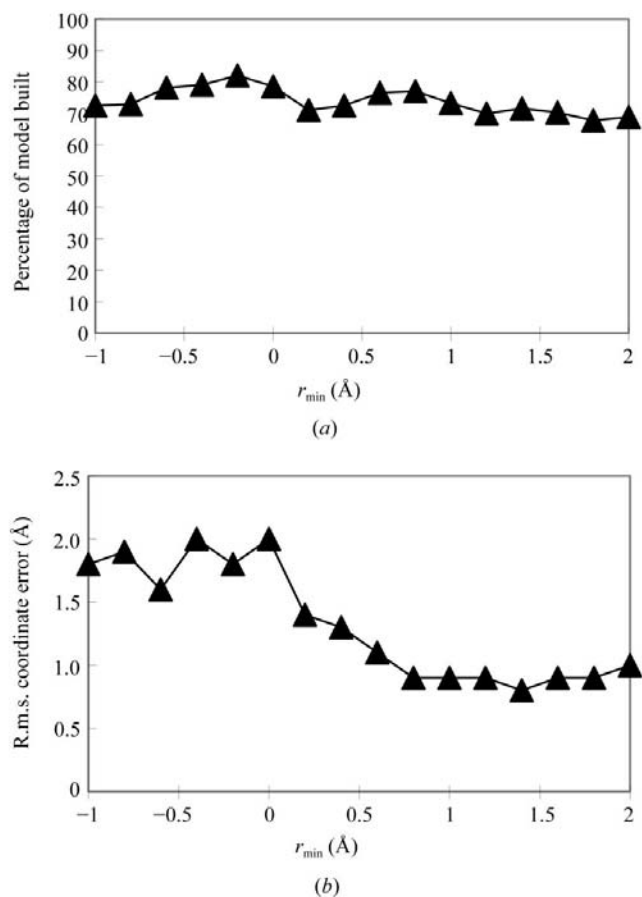 100
90
80
70
60
50
40
30
20
10
0
Percentage of model built
−1 −0.5 0 0.5 1 1.5 2
r_min (Å)
(a)
2.5
2.0
1.5
1.0
0.5
0
R.m.s. coordinate error (Å)
−1 −0.5 0 0.5 1 1.5 2
r_min (Å)
(b)